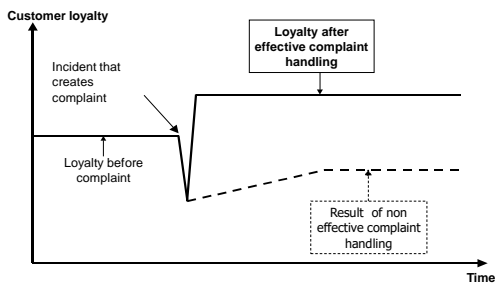 Customer loyalty
Loyalty after
effective complaint
handling
Incident that
creates
complaint
Loyalty before
complaint
Result of non
effective complaint
handling
Time